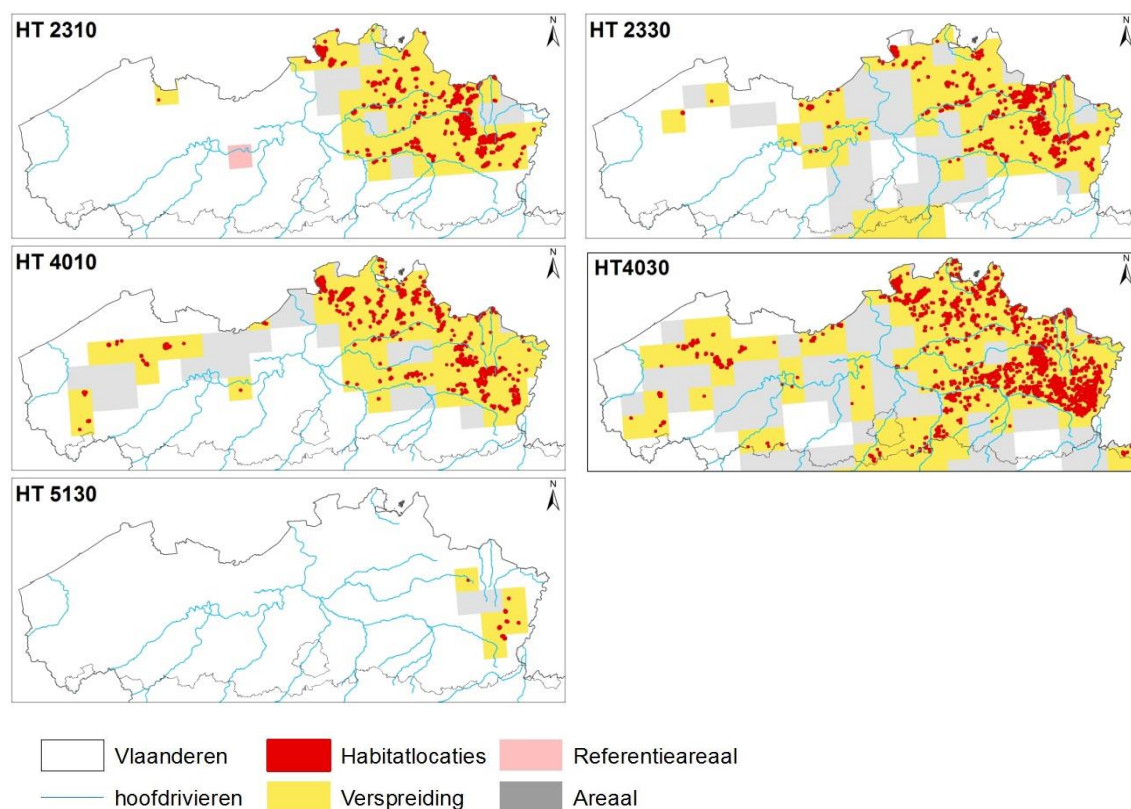 HT 2310
N
HT 2330
N
HT 4010
N
HT4030
N
HT 5130
N
Vlaanderen
Habitatlocaties
Referentieareaal
hoofdrivieren
Verspreiding
Areaal